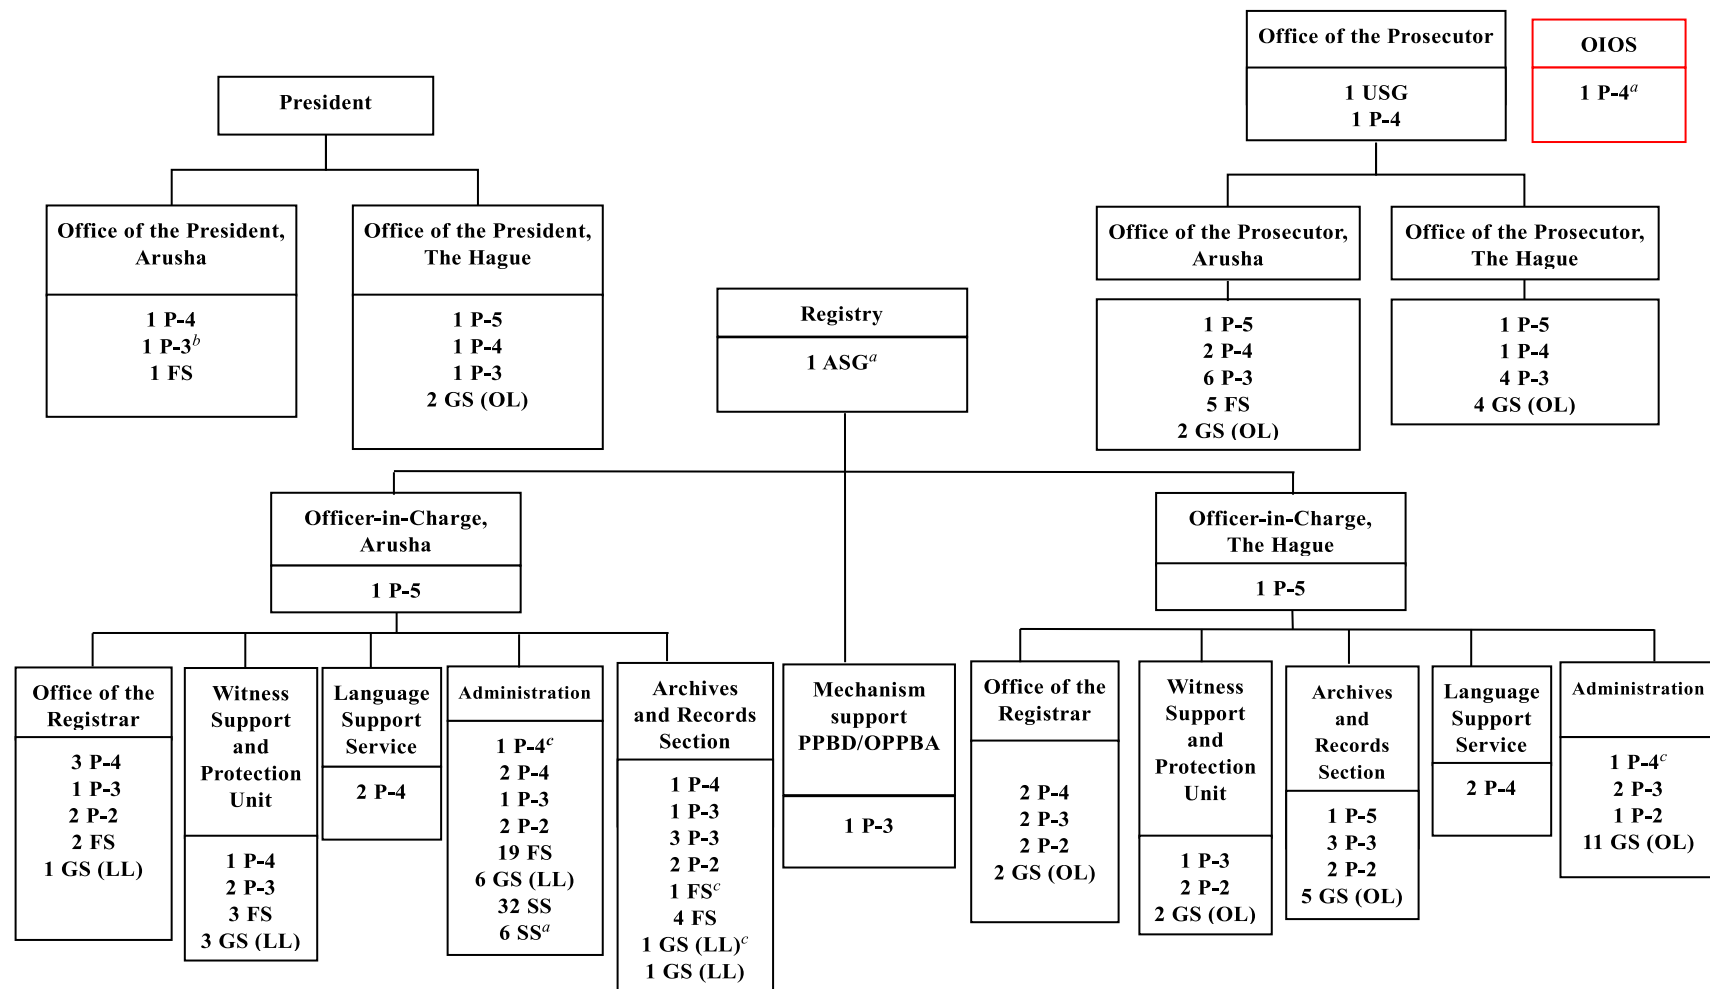 Office of the Prosecutor
1 USG
1 P-4
OIOS
1 P-4a
President
Office of the President,
Arusha
1 P-4
1 P-3b
1 FS
Office of the President,
The Hague
1 P-5
1 P-4
1 P-3
2 GS (OL)
Office of the Prosecutor,
Arusha
1 P-5
2 P-4
6 P-3
5 FS
2 GS (OL)
Office of the Prosecutor,
The Hague
1 P-5
1 P-4
4 P-3
4 GS (OL)
Registry
1 ASGa
Officer-in-Charge,
Arusha
1 P-5
Officer-in-Charge,
The Hague
1 P-5
Office of the
Registrar
3 P-4
1 P-3
2 P-2
2 FS
1 GS (LL)
Witness
Support
and
Protection
Unit
1 P-4
2 P-3
3 FS
3 GS (LL)
Language
Support
Service
2 P-4
Administration
1 P-4c
2 P-4
1 P-3
2 P-2
19 FS
6 GS (LL)
32 SS
6 SSa
Archives
and Records
Section
1 P-4
1 P-3
3 P-3
2 P-2
1 FSc
4 FS
1 GS (LL)c
1 GS (LL)
Mechanism
support
PPBD/OPPBA
1 P-3
Office of the
Registrar
2 P-4
2 P-3
2 P-2
2 GS (OL)
Witness
Support
and
Protection
Unit
1 P-3
2 P-2
2 GS (OL)
Archives
and
Records
Section
1 P-5
3 P-3
2 P-2
5 GS (OL)
Language
Support
Service
2 P-4
Administration
1 P-4c
2 P-3
1 P-2
11 GS (OL)